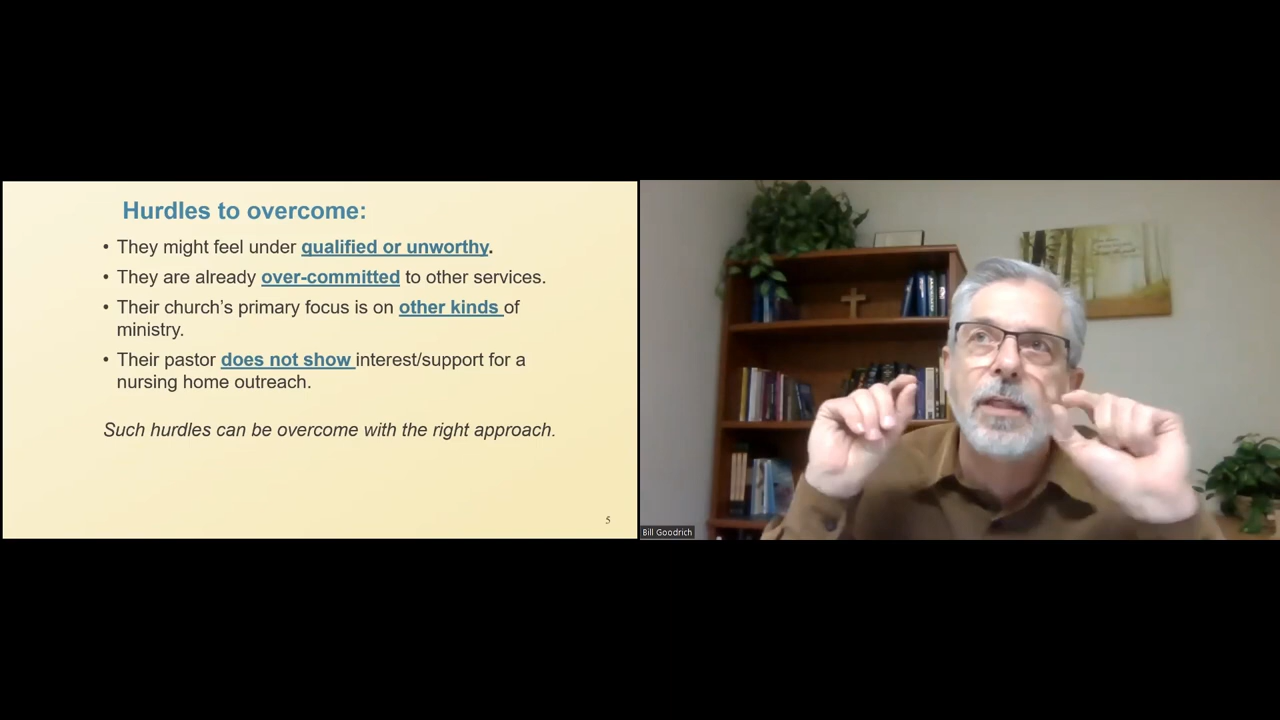 Hurdles to overcome:
• They might feel under qualified or unworthy.
• They are already over-committed to other services.
• Their church’s primary focus is on other kinds of
ministry.
• Their pastor does not show interest/support for a
nursing home outreach.
Such hurdles can be overcome with the right approach.
5
Bill Goodrich